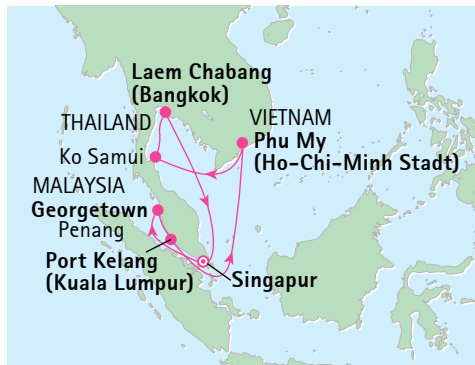 Laem Chabang
(Bangkok)
THAILAND
VIETNAM
Phu My
(Ho-Chi-Minh Stadt)
Ko Samui
MALAYSIA
Georgetown
Penang
Port Kelang
(Kuala Lumpur)
Singapur